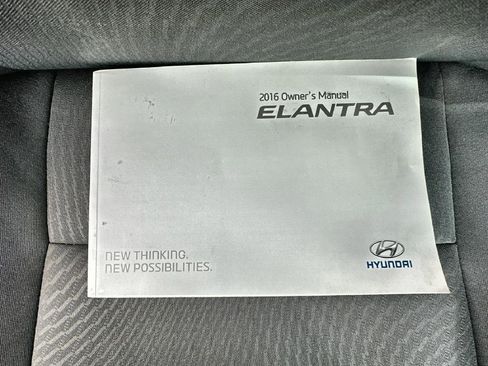 2016 Owner's Manual
ELANTRA
NEW THINKING.
NEW POSSIBILITIES.
HYUNDAI